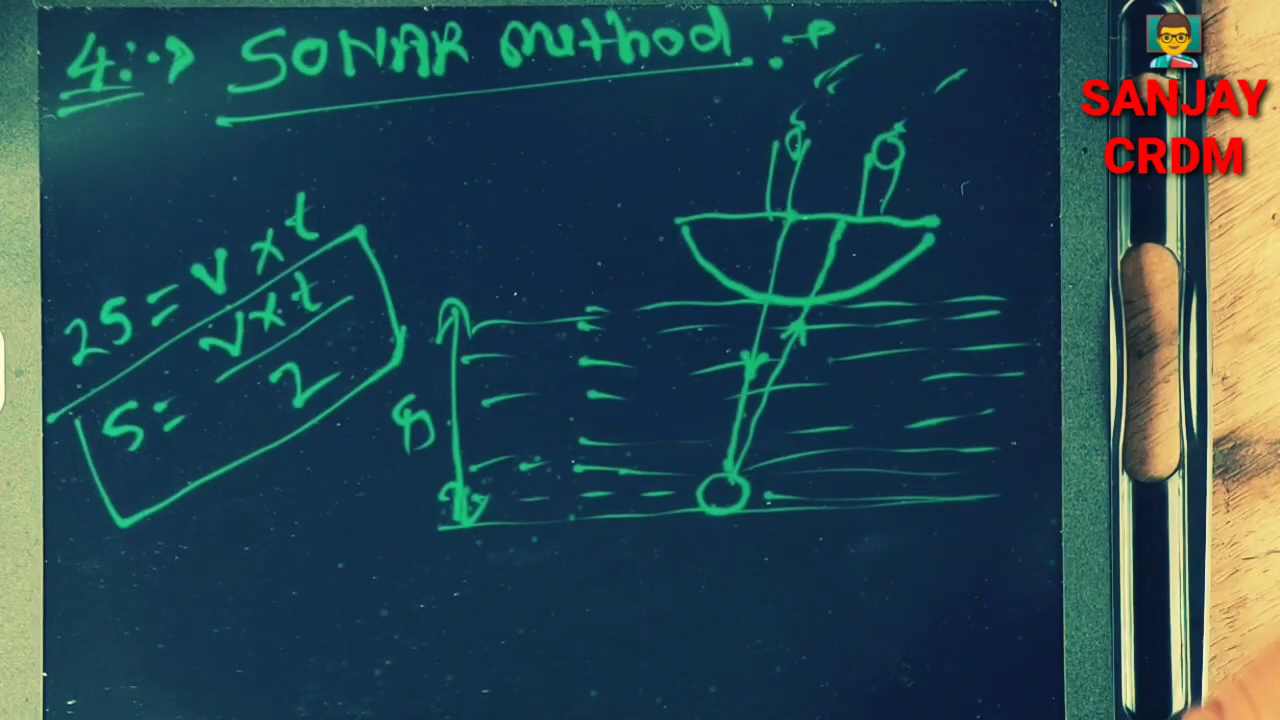 4:→ SONAR method :→
SANJAY
CRDM
2S = V × t
S = V × t / 2
S